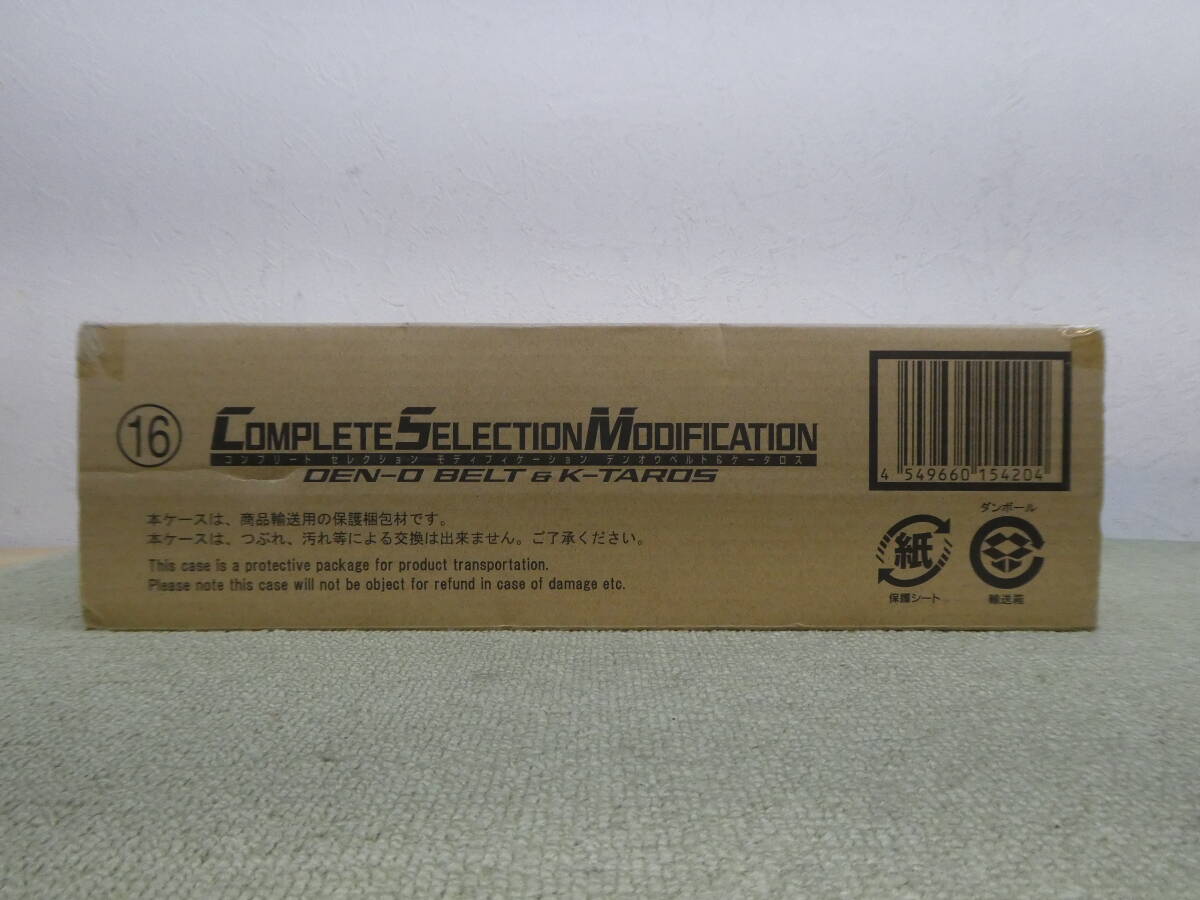 16
COMPLETE SELECTION MODIFICATION
コンプリート セレクション モディフィケーション デンオウベルト&ケータロス
DEN-O BELT & K-TAROS
本ケースは、商品輸送用の保護梱包材です。
本ケースは、つぶれ、汚れ等による交換は出来ません。ご了承ください。
This case is a protective package for product transportation.
Please note this case will not be object for refund in case of damage etc.
4 549660 154204
紙
保護シート
ダンボール
輸送箱